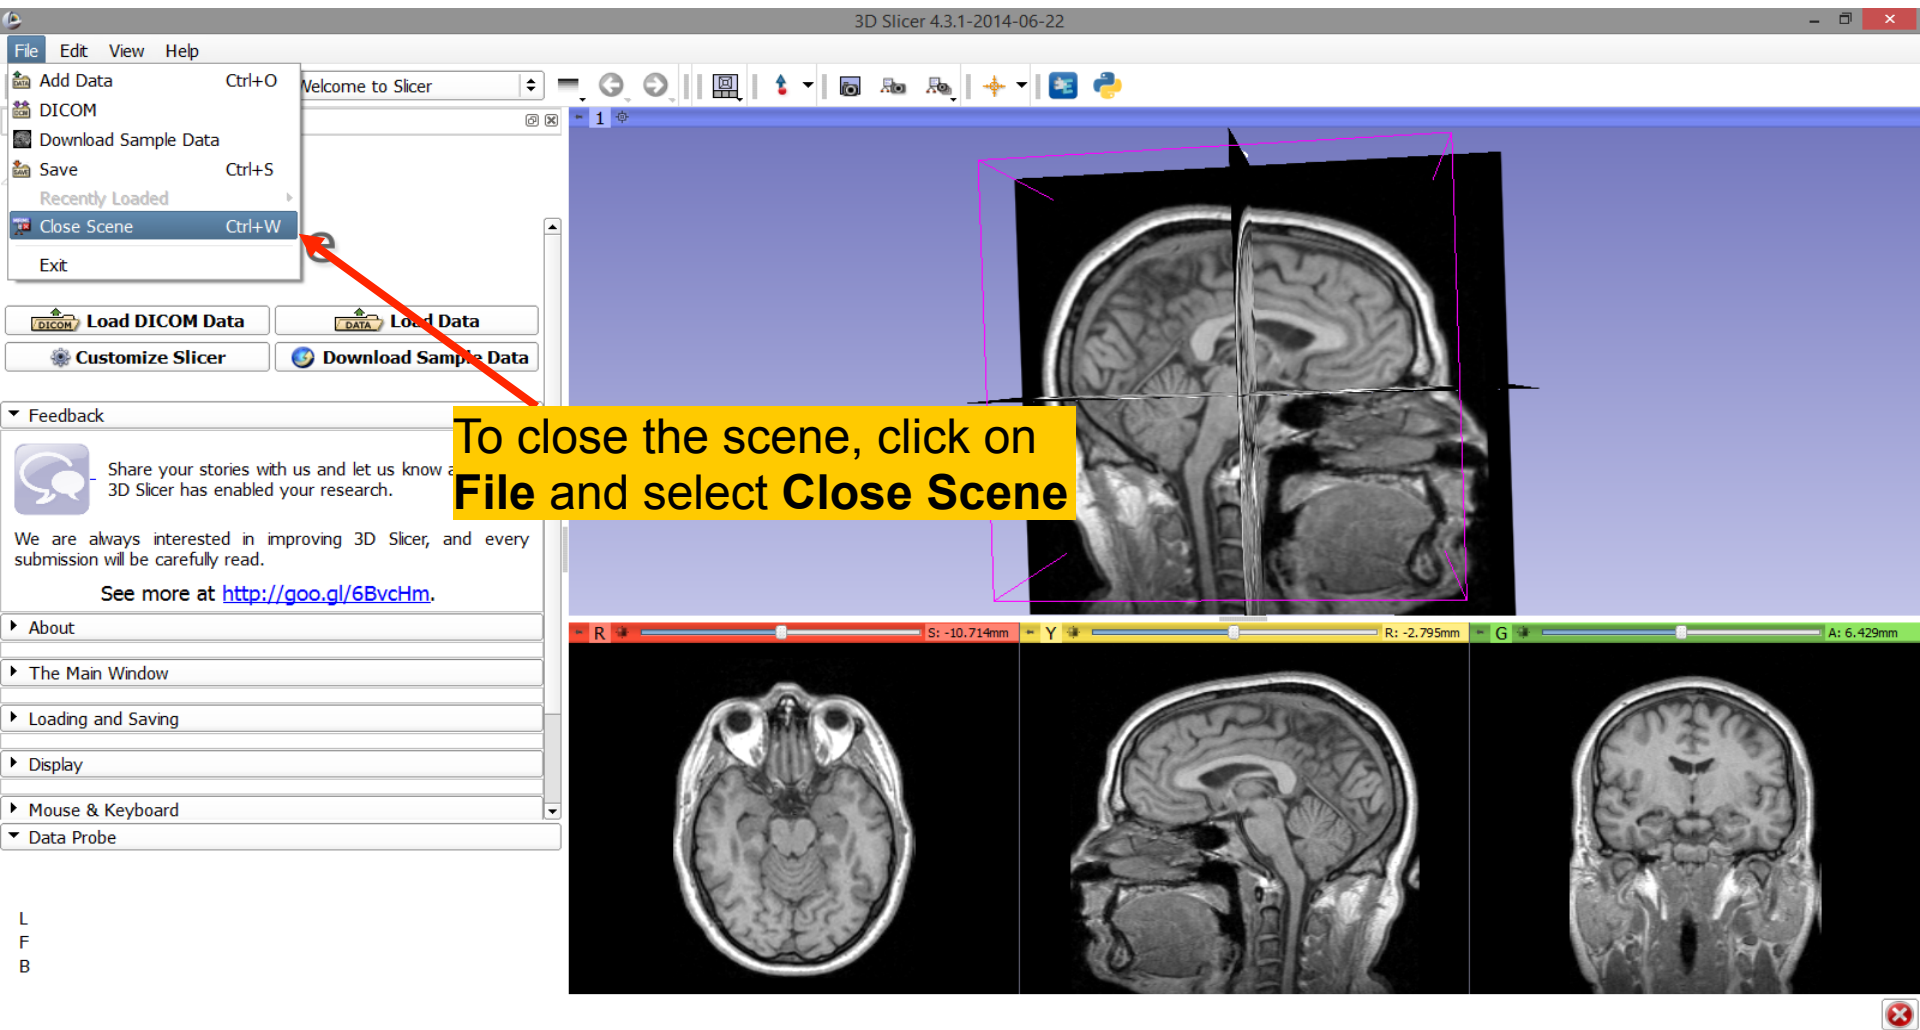 3D Slicer 4.3.1-2014-06-22
File Edit View Help
Add Data Ctrl+O
DICOM
Download Sample Data
Save Ctrl+S
Recently Loaded
Close Scene Ctrl+W
Exit
Welcome to Slicer
1
e
Load DICOM Data
Load Data
Customize Slicer
Download Sample Data
Feedback
Share your stories with us and let us know a
3D Slicer has enabled your research.
We are always interested in improving 3D Slicer, and every
submission will be carefully read.
See more at http://goo.gl/6BvcHm.
About
The Main Window
Loading and Saving
Display
Mouse & Keyboard
Data Probe
L
F
B
To close the scene, click on
File and select Close Scene
R S: -10.714mm
Y R: -2.795mm
G A: 6.429mm